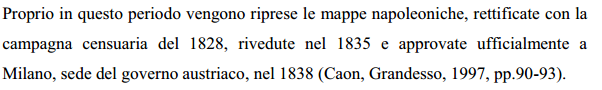 Proprio in questo periodo vengono riprese le mappe napoleoniche, rettificate con la
campagna censuaria del 1828, rivedute nel 1835 e approvate ufficialmente a
Milano, sede del governo austriaco, nel 1838 (Caon, Grandesso, 1997, pp.90-93).